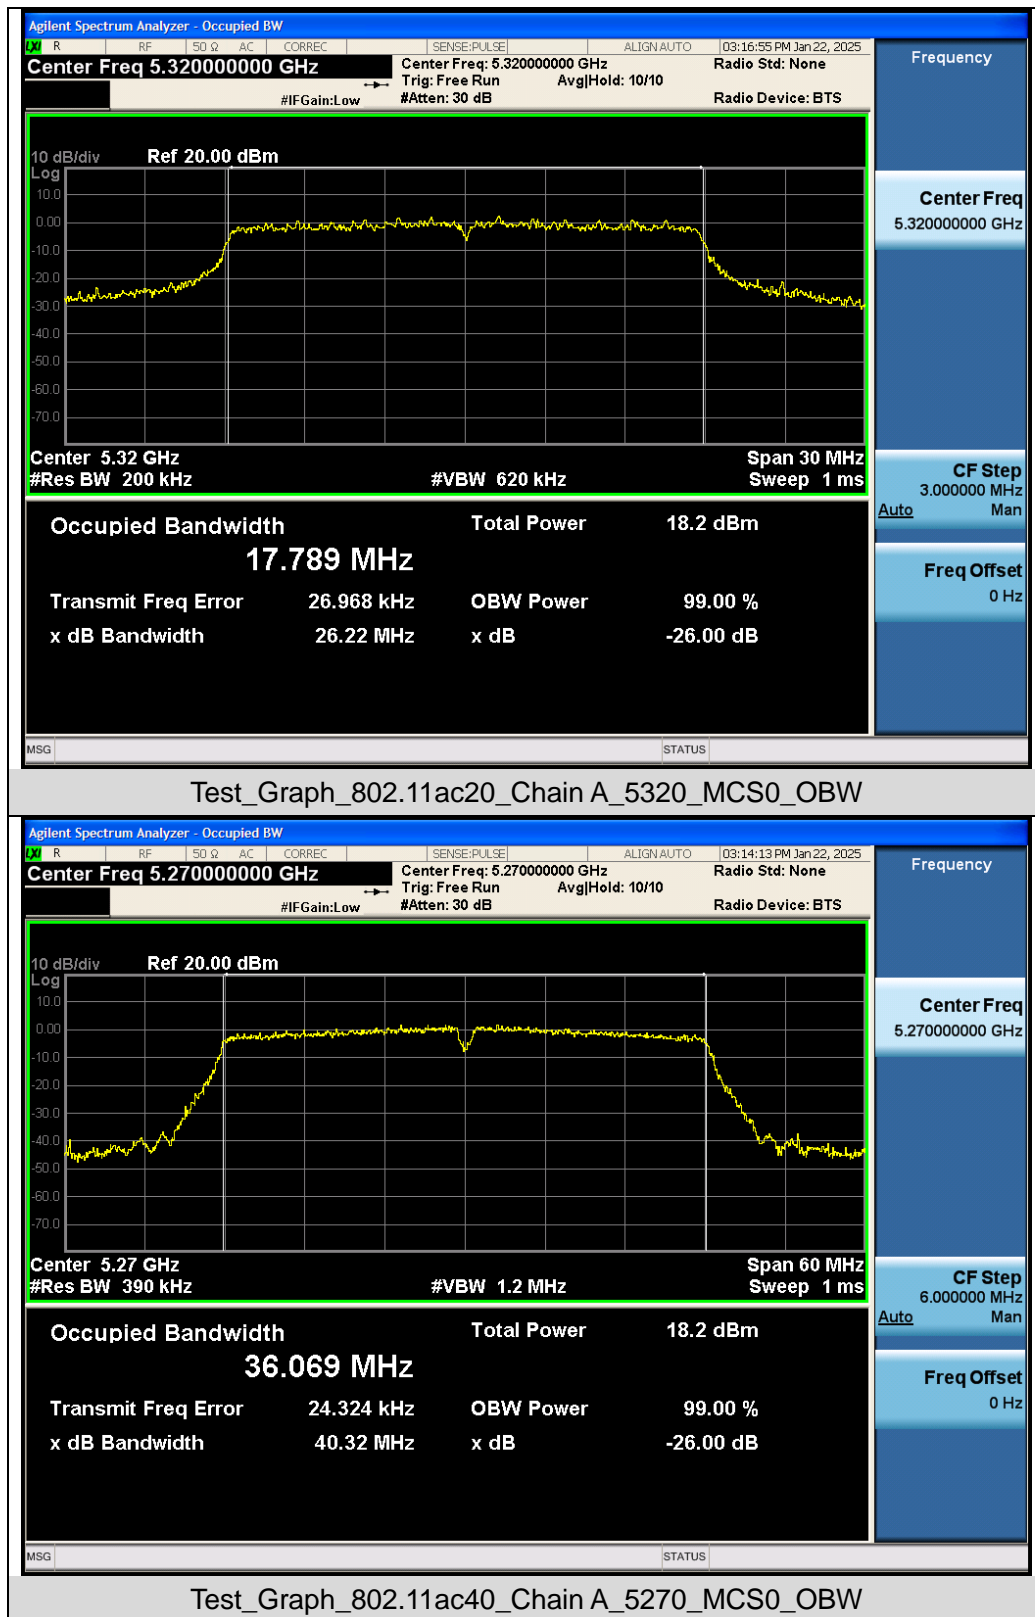 Agilent Spectrum Analyzer - Occupied BW
LXI R RF 50 Ω AC CORREC SENSE:PULSE ALIGN AUTO 03:16:55 PM Jan 22, 2025
Center Freq 5.320000000 GHz Center Freq: 5.320000000 GHz Radio Std: None Frequency
Trig: Free Run Avg|Hold: 10/10
#IFGain:Low #Atten: 30 dB Radio Device: BTS
10 dB/div Ref 20.00 dBm
Log
10.0
0.00
-10.0
-20.0
-30.0
-40.0
-50.0
-60.0
-70.0
Center Freq
5.320000000 GHz
Center 5.32 GHz Span 30 MHz
#Res BW 200 kHz #VBW 620 kHz Sweep 1 ms
CF Step
3.000000 MHz
Auto Man
Occupied Bandwidth Total Power 18.2 dBm
17.789 MHz
Freq Offset
0 Hz
Transmit Freq Error 26.968 kHz OBW Power 99.00 %
x dB Bandwidth 26.22 MHz x dB -26.00 dB
MSG STATUS
Test_Graph_802.11ac20_Chain A_5320_MCS0_OBW
Agilent Spectrum Analyzer - Occupied BW
LXI R RF 50 Ω AC CORREC SENSE:PULSE ALIGN AUTO 03:14:13 PM Jan 22, 2025
Center Freq 5.270000000 GHz Center Freq: 5.270000000 GHz Radio Std: None Frequency
Trig: Free Run Avg|Hold: 10/10
#IFGain:Low #Atten: 30 dB Radio Device: BTS
10 dB/div Ref 20.00 dBm
Log
10.0
0.00
-10.0
-20.0
-30.0
-40.0
-50.0
-60.0
-70.0
Center Freq
5.270000000 GHz
Center 5.27 GHz Span 60 MHz
#Res BW 390 kHz #VBW 1.2 MHz Sweep 1 ms
CF Step
6.000000 MHz
Auto Man
Occupied Bandwidth Total Power 18.2 dBm
36.069 MHz
Freq Offset
0 Hz
Transmit Freq Error 24.324 kHz OBW Power 99.00 %
x dB Bandwidth 40.32 MHz x dB -26.00 dB
MSG STATUS
Test_Graph_802.11ac40_Chain A_5270_MCS0_OBW